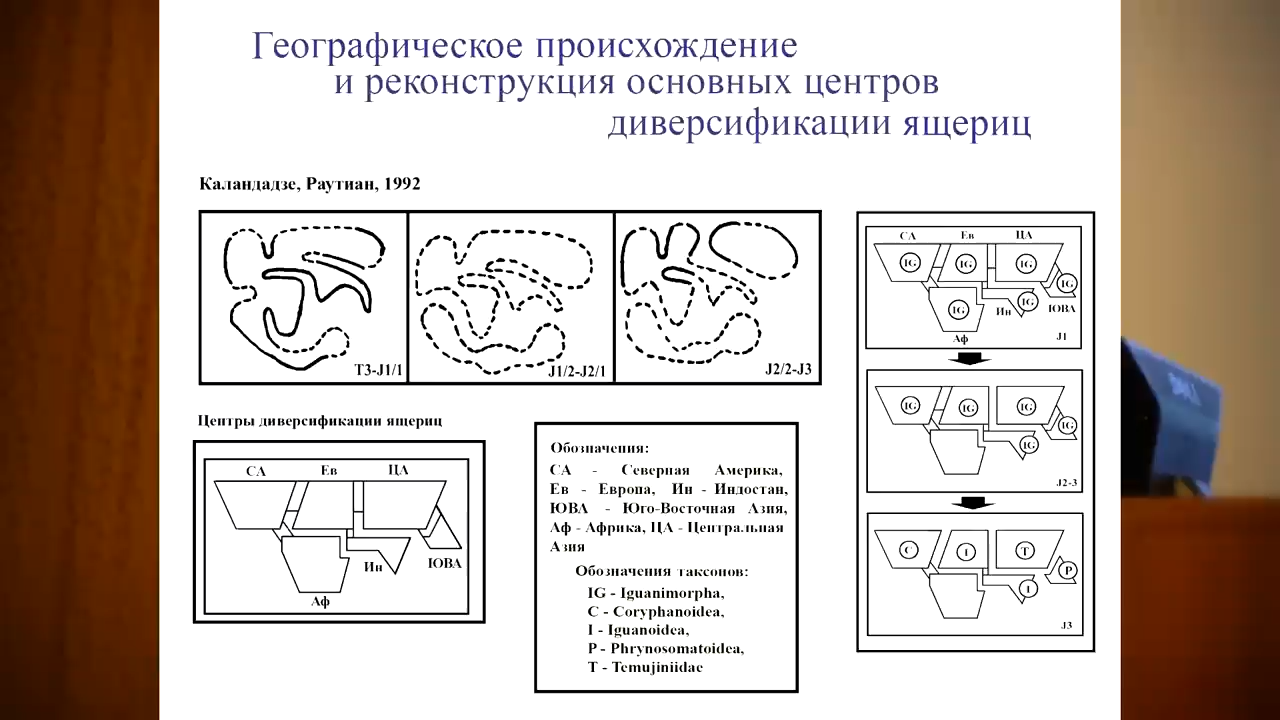 Географическое происхождение
и реконструкция основных центров
диверсификации ящериц
Каландадзе, Раутиан, 1992
T3-J1/1
J1/2-J2/1
J2/2-J3
Центры диверсификации ящериц
СА Ев ЦА
Ин ЮВА
Аф
Обозначения:
СА - Северная Америка,
Ев - Европа, Ин - Индостан,
ЮВА - Юго-Восточная Азия,
Аф - Африка, ЦА - Центральная
Азия
Обозначения таксонов:
IG - Iguanimorpha,
C - Coryphanoidea,
I - Iguanoidea,
P - Phrynosomatoidea,
T - Temujiniidae
СА Ев ЦА
IG IG IG
IG
IG Ин IG ЮВА
Аф J1
IG IG IG
IG
IG
J2-3
C I T
P
I
J3